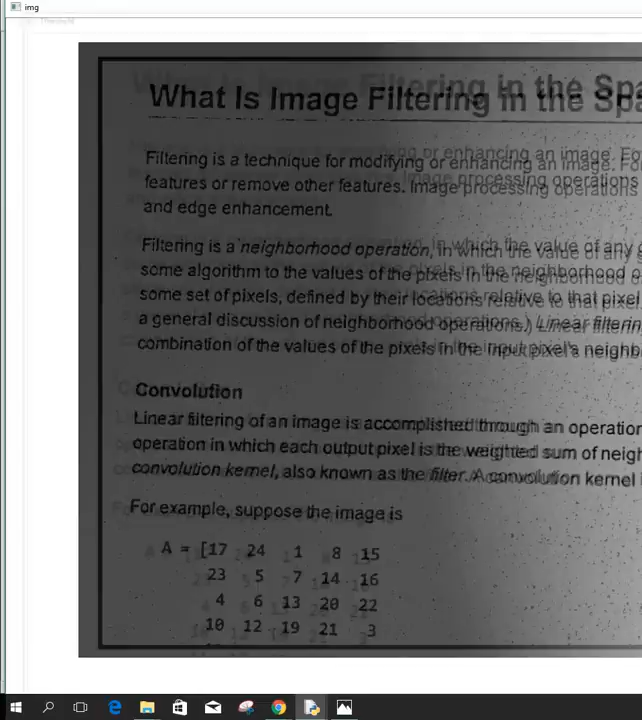 img
What Is Image Filtering in the Spa
Filtering is a technique for modifying or enhancing an image. Fo
features or remove other features. Image processing operations
and edge enhancement.
Filtering is a neighborhood operation, in which the value of any
some algorithm to the values of the pixels in the neighborhood o
some set of pixels, defined by their locations relative to that pixel.
a general discussion of neighborhood operations.) Linear filterin
combination of the values of the pixels in the input pixel's neighb
Convolution
Linear filtering of an image is accomplished through an operation
operation in which each output pixel is the weighted sum of neigh
convolution kernel, also known as the filter. A convolution kernel
For example, suppose the image is
A = [17 24 1 8 15
23 5 7 14 16
4 6 13 20 22
10 12 19 21 3